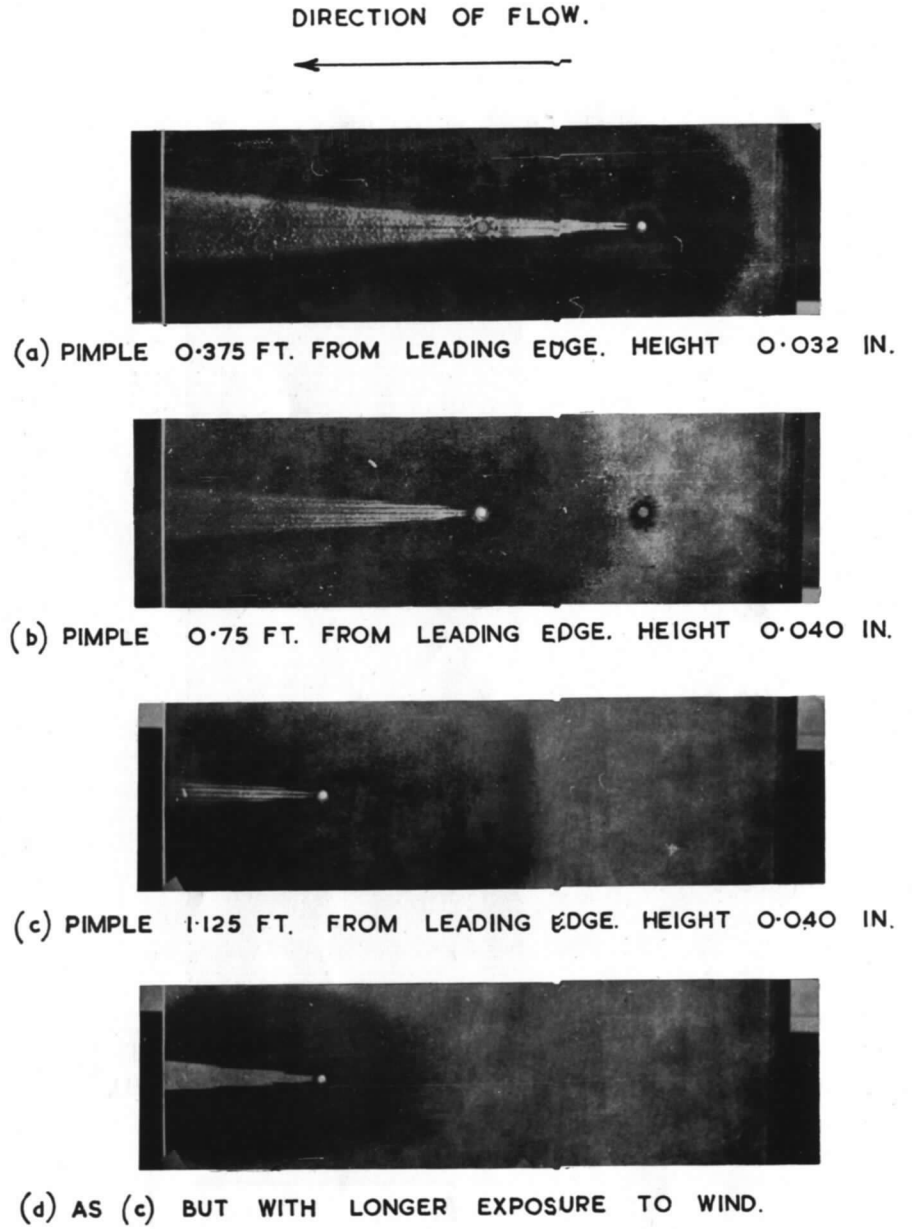 DIRECTION OF FLOW.
(a) PIMPLE 0·375 FT. FROM LEADING EDGE. HEIGHT 0·032 IN.
(b) PIMPLE 0·75 FT. FROM LEADING EDGE. HEIGHT 0·040 IN.
(c) PIMPLE 1·125 FT. FROM LEADING EDGE. HEIGHT 0·040 IN.
(d) AS (c) BUT WITH LONGER EXPOSURE TO WIND.